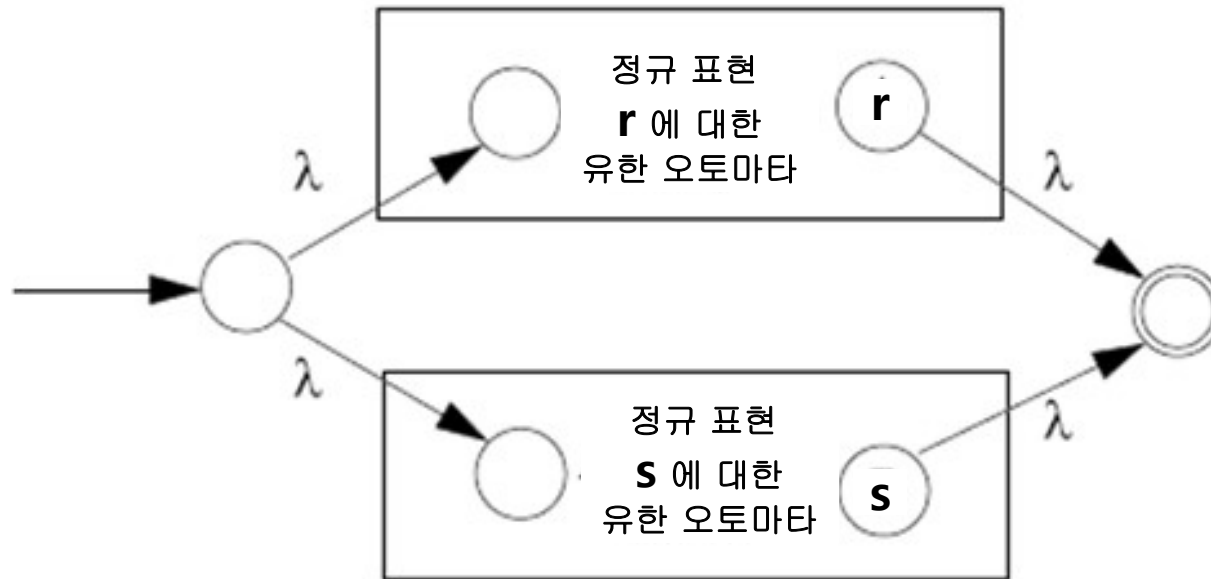 정규 표현
r 에 대한
유한 오토마타
r
λ
λ
λ
λ
정규 표현
s 에 대한
유한 오토마타
s